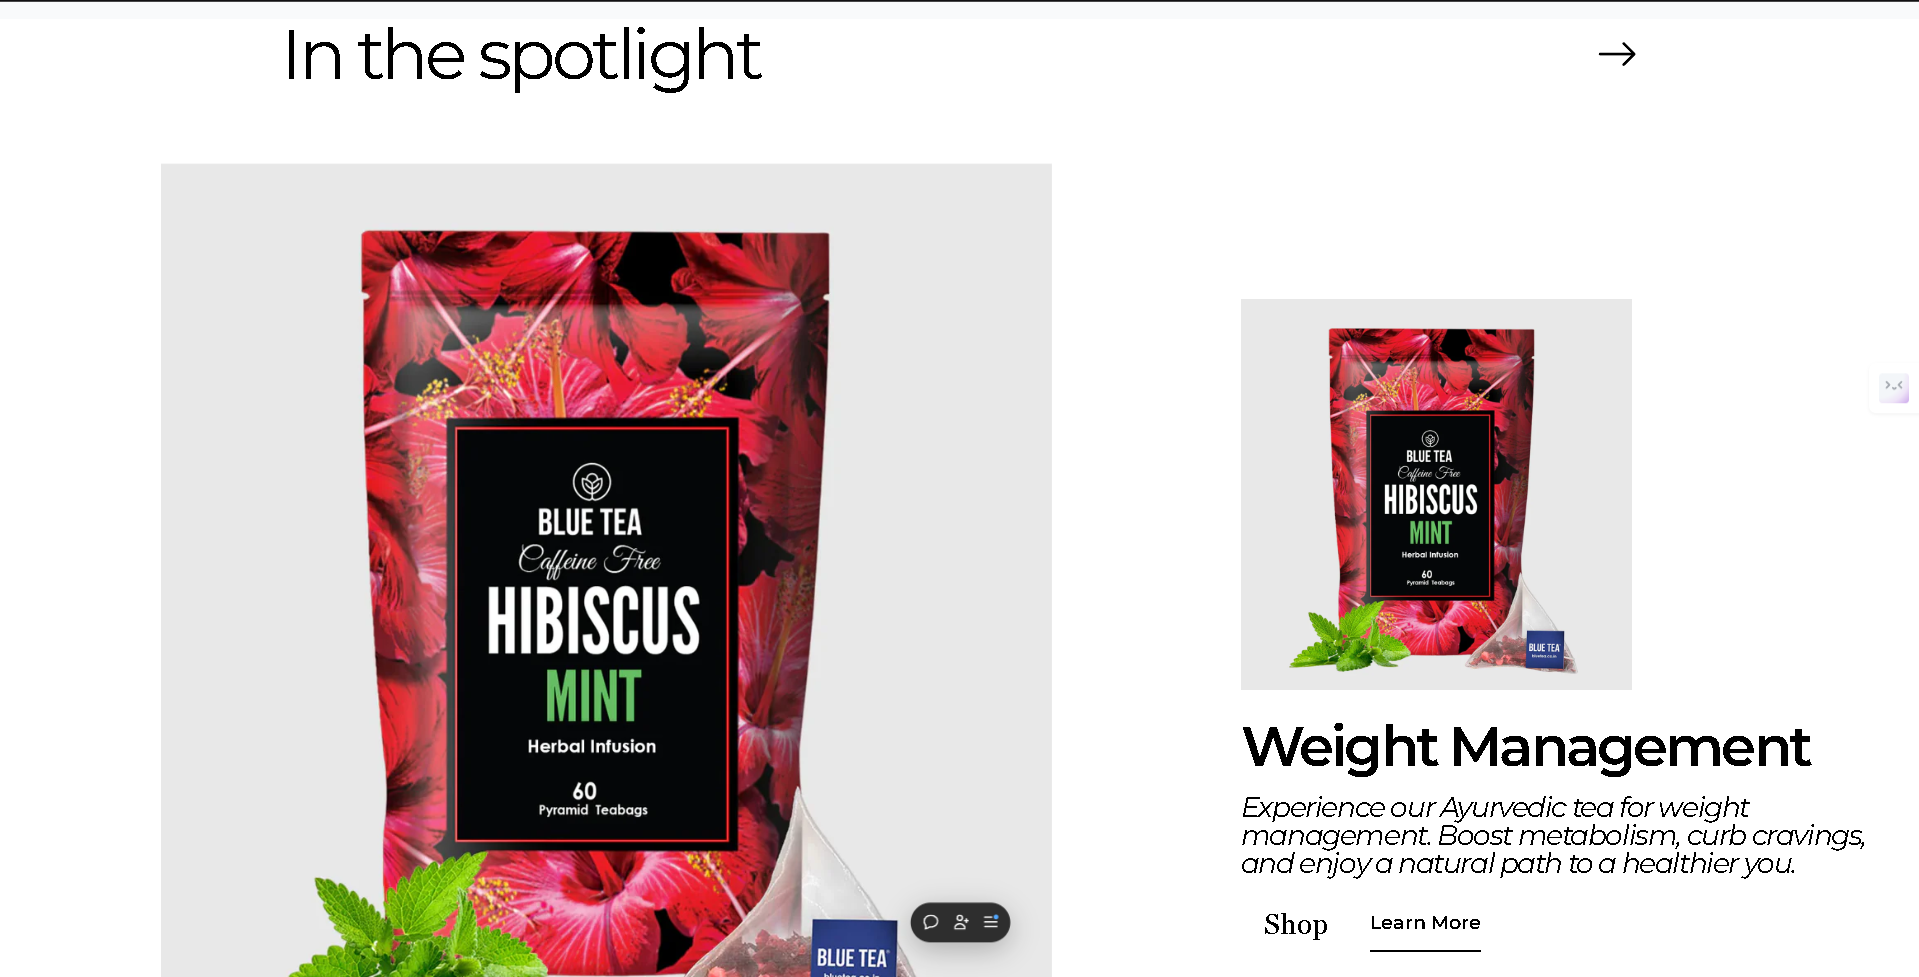 In the spotlight
BLUE TEA
Caffeine Free
HIBISCUS
MINT
Herbal Infusion
60
Pyramid Teabags
BLUE TEA
BLUE TEA
Caffeine Free
HIBISCUS
MINT
Herbal Infusion
60
Pyramid Teabags
BLUE TEA
Weight Management
Experience our Ayurvedic tea for weight
management. Boost metabolism, curb cravings,
and enjoy a natural path to a healthier you.
Shop
Learn More